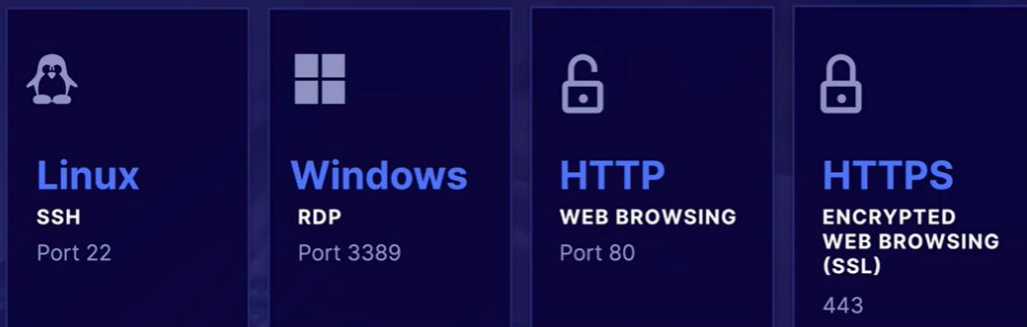 Linux
SSH
Port 22
Windows
RDP
Port 3389
HTTP
WEB BROWSING
Port 80
HTTPS
ENCRYPTED
WEB BROWSING
(SSL)
443